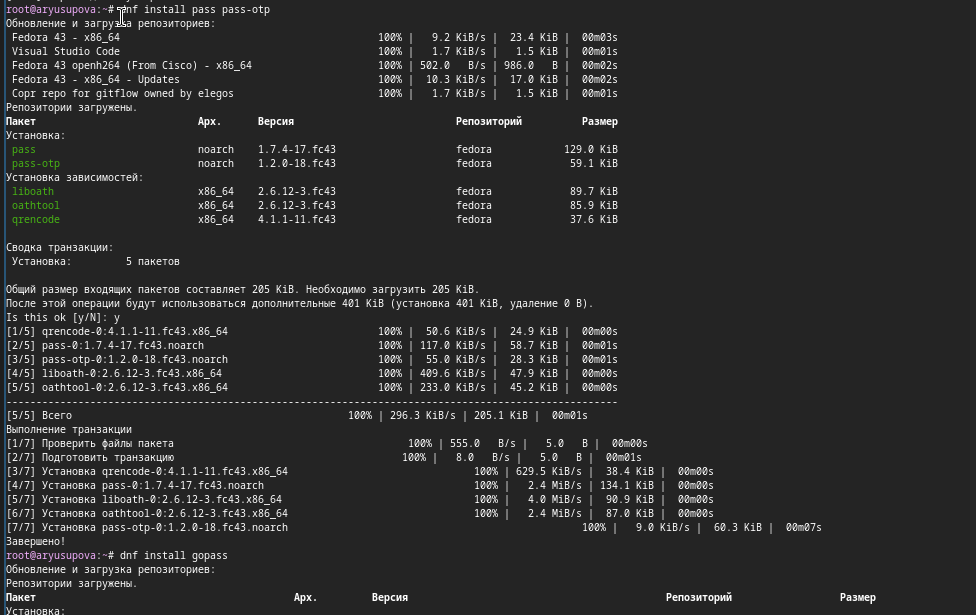 root@aryusupova:~# dnf install pass pass-otp
Обновление и загрузка репозиториев:
Fedora 43 - x86_64 100% | 9.2 KiB/s | 23.4 KiB | 00m03s
Visual Studio Code 100% | 1.7 KiB/s | 1.5 KiB | 00m01s
Fedora 43 openh264 (From Cisco) - x86_64 100% | 502.0 B/s | 986.0 B | 00m02s
Fedora 43 - x86_64 - Updates 100% | 10.3 KiB/s | 17.0 KiB | 00m02s
Copr repo for gitflow owned by elegos 100% | 1.7 KiB/s | 1.5 KiB | 00m01s
Репозитории загружены.
Пакет Арх. Версия Репозиторий Размер
Установка:
pass noarch 1.7.4-17.fc43 fedora 129.0 KiB
pass-otp noarch 1.2.0-18.fc43 fedora 59.1 KiB
Установка зависимостей:
liboath x86_64 2.6.12-3.fc43 fedora 89.7 KiB
oathtool x86_64 2.6.12-3.fc43 fedora 85.9 KiB
qrencode x86_64 4.1.1-11.fc43 fedora 37.6 KiB
Сводка транзакции:
Установка: 5 пакетов
Общий размер входящих пакетов составляет 205 KiB. Необходимо загрузить 205 KiB.
После этой операции будут использоваться дополнительные 401 KiB (установка 401 KiB, удаление 0 B).
Is this ok [y/N]: y
[1/5] qrencode-0:4.1.1-11.fc43.x86_64 100% | 50.6 KiB/s | 24.9 KiB | 00m00s
[2/5] pass-0:1.7.4-17.fc43.noarch 100% | 117.0 KiB/s | 58.7 KiB | 00m01s
[3/5] pass-otp-0:1.2.0-18.fc43.noarch 100% | 55.0 KiB/s | 28.3 KiB | 00m01s
[4/5] liboath-0:2.6.12-3.fc43.x86_64 100% | 409.6 KiB/s | 47.9 KiB | 00m00s
[5/5] oathtool-0:2.6.12-3.fc43.x86_64 100% | 233.0 KiB/s | 45.2 KiB | 00m00s
------------------------------------------------------------------------------------------------------
[5/5] Всего 100% | 296.3 KiB/s | 205.1 KiB | 00m01s
Выполнение транзакции
[1/7] Проверить файлы пакета 100% | 555.0 B/s | 5.0 B | 00m00s
[2/7] Подготовить транзакцию 100% | 8.0 B/s | 5.0 B | 00m01s
[3/7] Установка qrencode-0:4.1.1-11.fc43.x86_64 100% | 629.5 KiB/s | 38.4 KiB | 00m00s
[4/7] Установка pass-0:1.7.4-17.fc43.noarch 100% | 2.4 MiB/s | 134.1 KiB | 00m00s
[5/7] Установка liboath-0:2.6.12-3.fc43.x86_64 100% | 4.0 MiB/s | 90.9 KiB | 00m00s
[6/7] Установка oathtool-0:2.6.12-3.fc43.x86_64 100% | 2.4 MiB/s | 87.0 KiB | 00m00s
[7/7] Установка pass-otp-0:1.2.0-18.fc43.noarch 100% | 9.0 KiB/s | 60.3 KiB | 00m07s
Завершено!
root@aryusupova:~# dnf install gopass
Обновление и загрузка репозиториев:
Репозитории загружены.
Пакет Арх. Версия Репозиторий Размер
Установка: